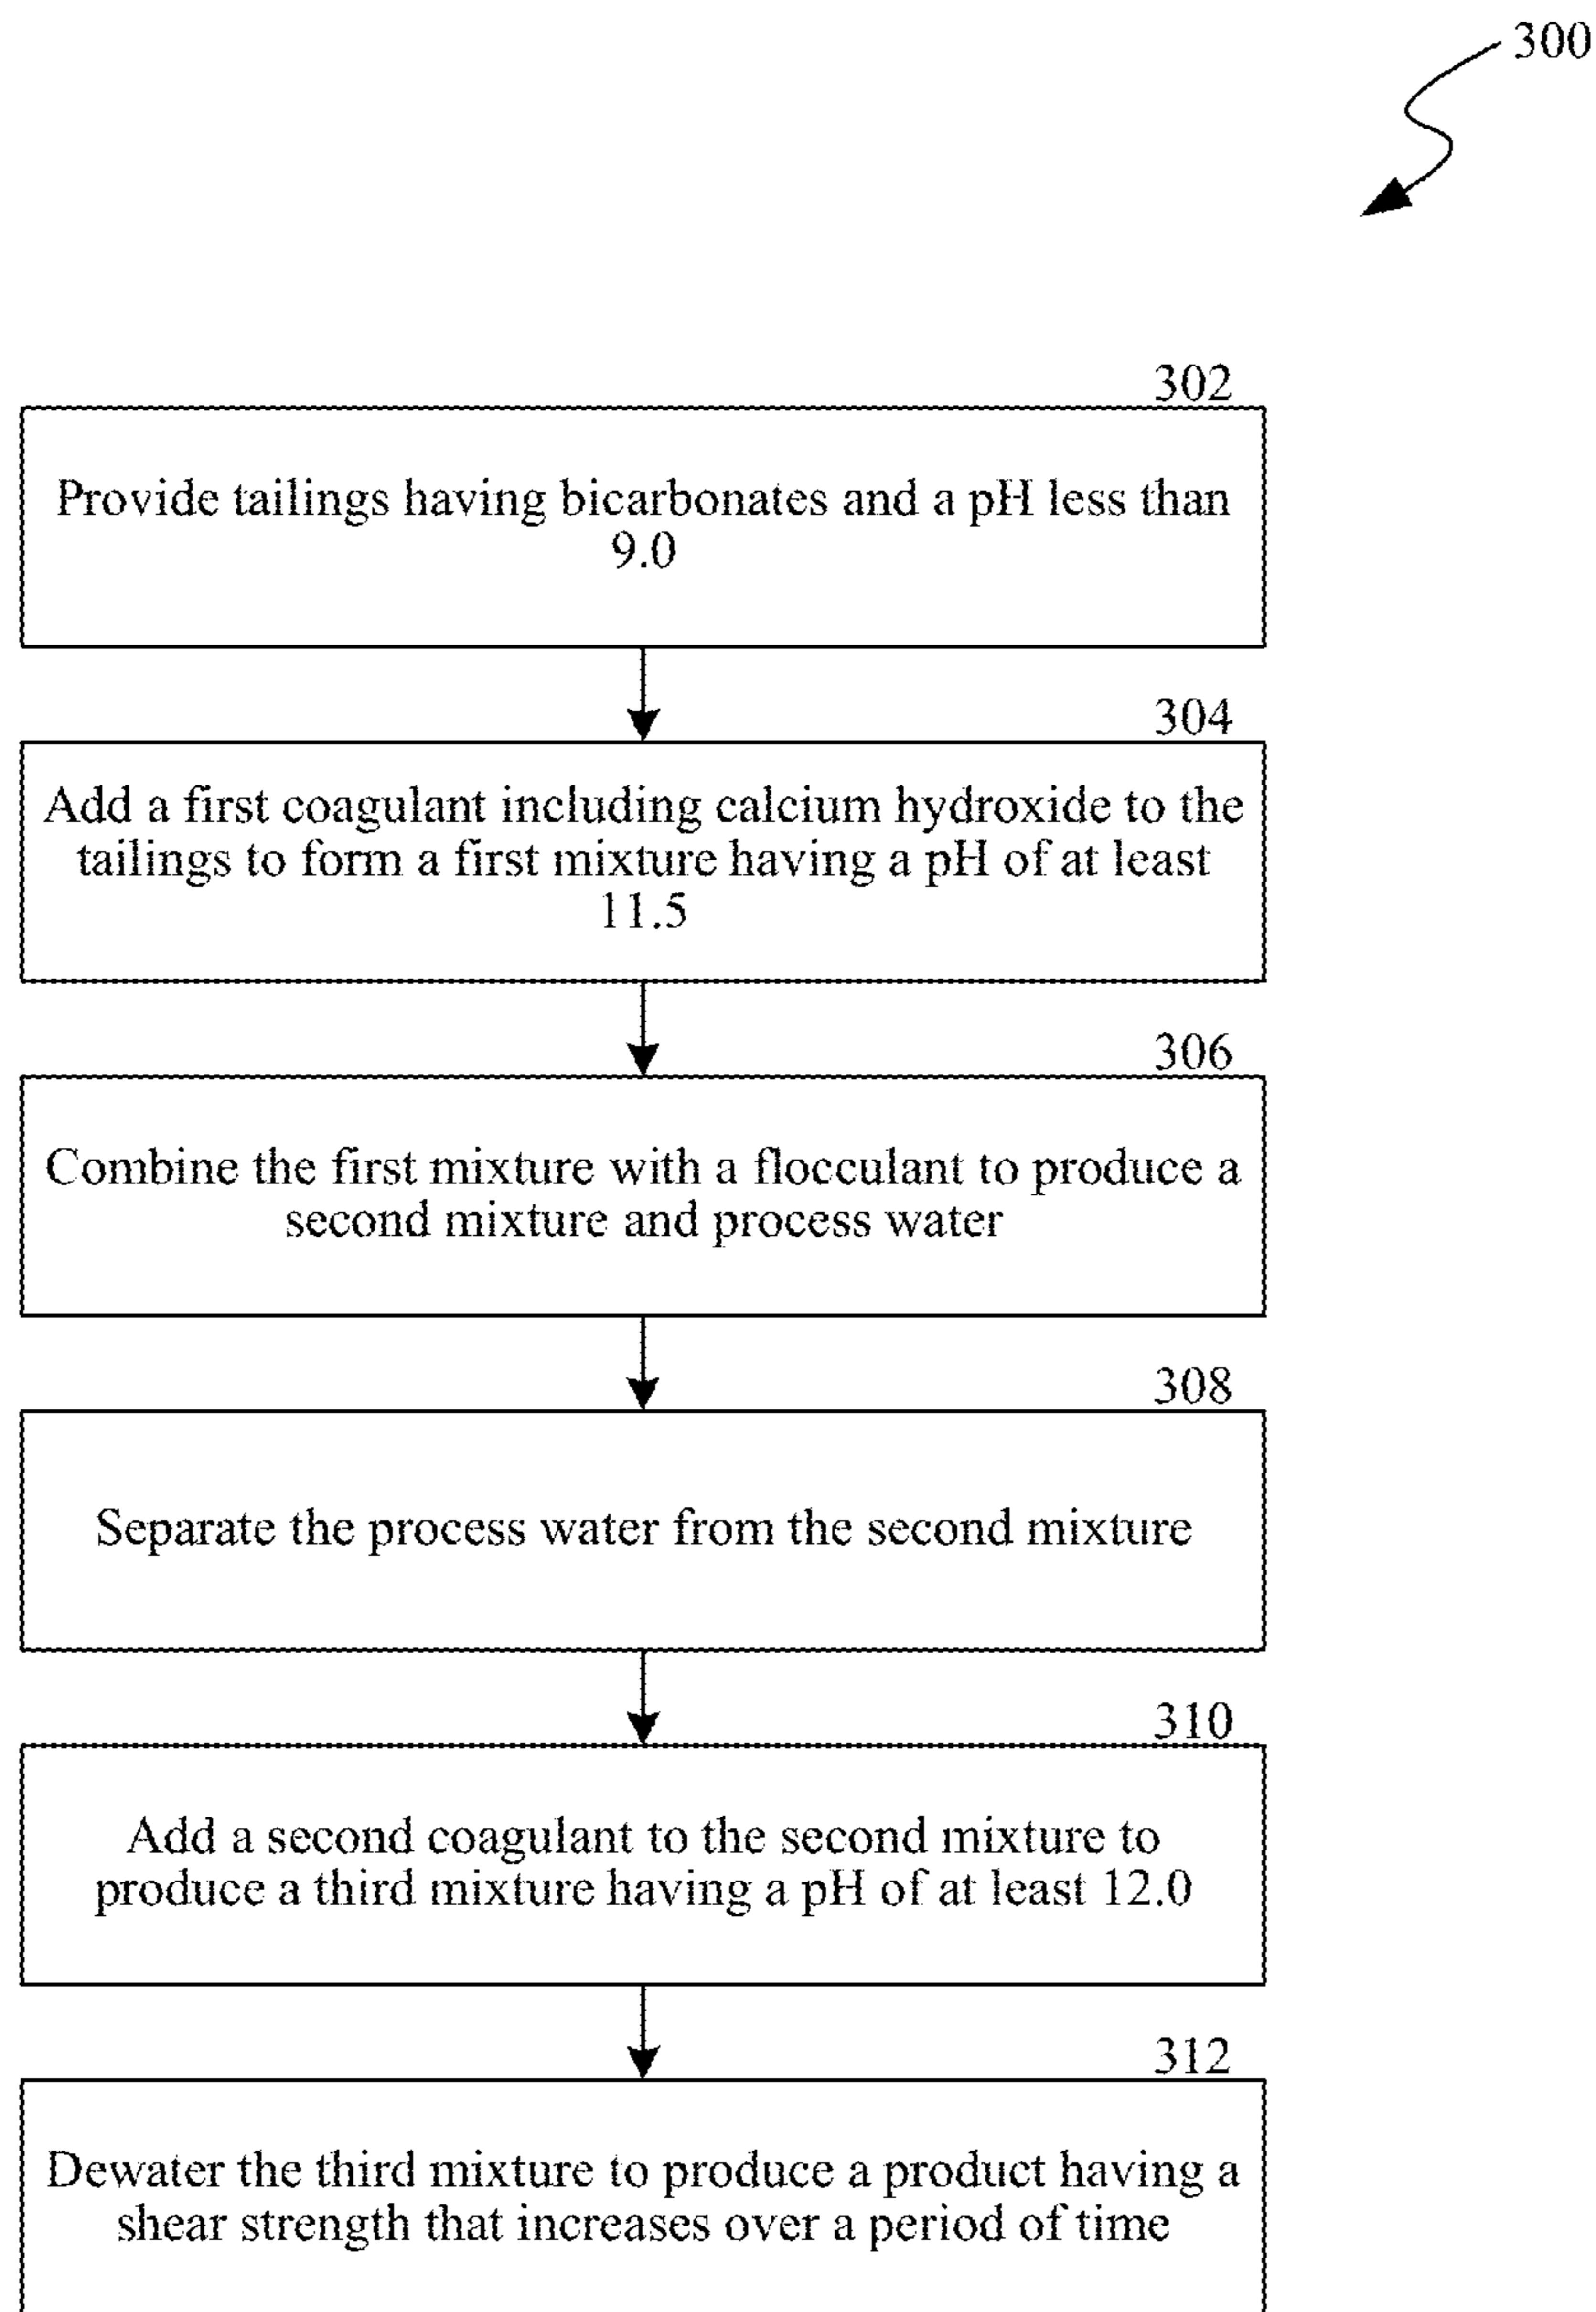 300
302
Provide tailings having bicarbonates and a pH less than
9.0
304
Add a first coagulant including calcium hydroxide to the
tailings to form a first mixture having a pH of at least
11.5
306
Combine the first mixture with a flocculant to produce a
second mixture and process water
308
Separate the process water from the second mixture
310
Add a second coagulant to the second mixture to
produce a third mixture having a pH of at least 12.0
312
Dewater the third mixture to produce a product having a
shear strength that increases over a period of time